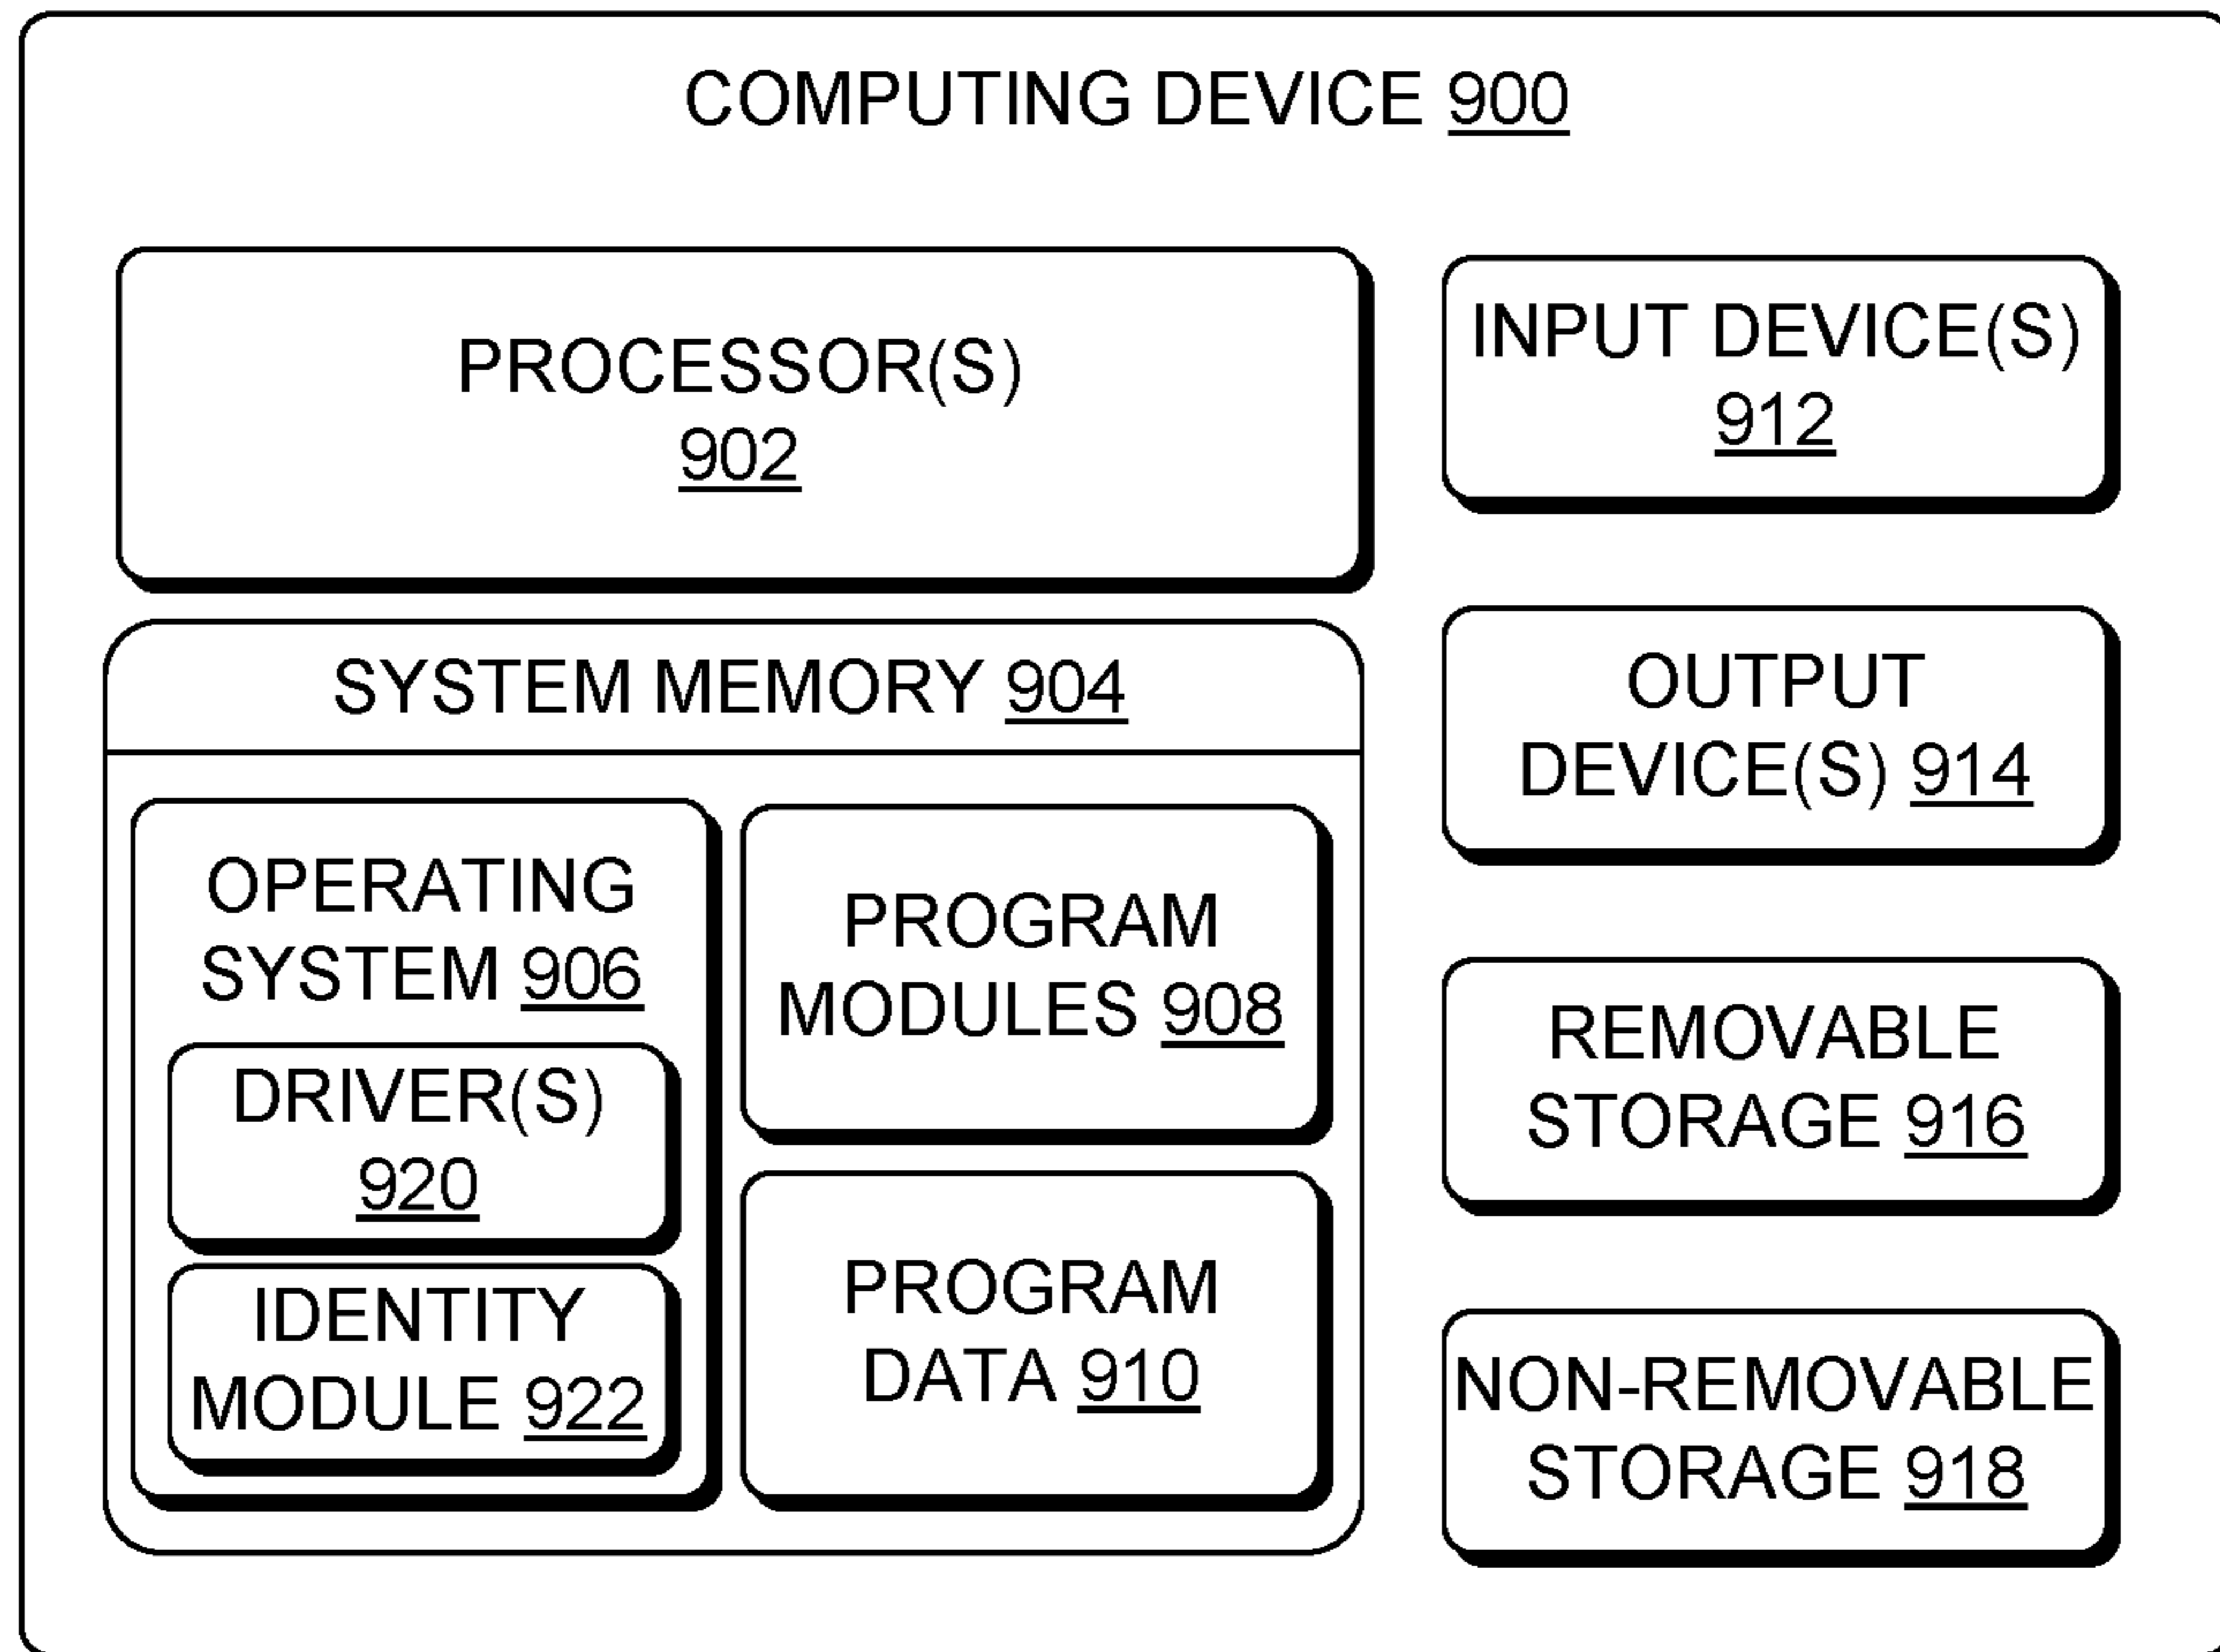 COMPUTING DEVICE 900
PROCESSOR(S)
902
SYSTEM MEMORY 904
OPERATING
SYSTEM 906
DRIVER(S)
920
IDENTITY
MODULE 922
PROGRAM
MODULES 908
PROGRAM
DATA 910
INPUT DEVICE(S)
912
OUTPUT
DEVICE(S) 914
REMOVABLE
STORAGE 916
NON-REMOVABLE
STORAGE 918